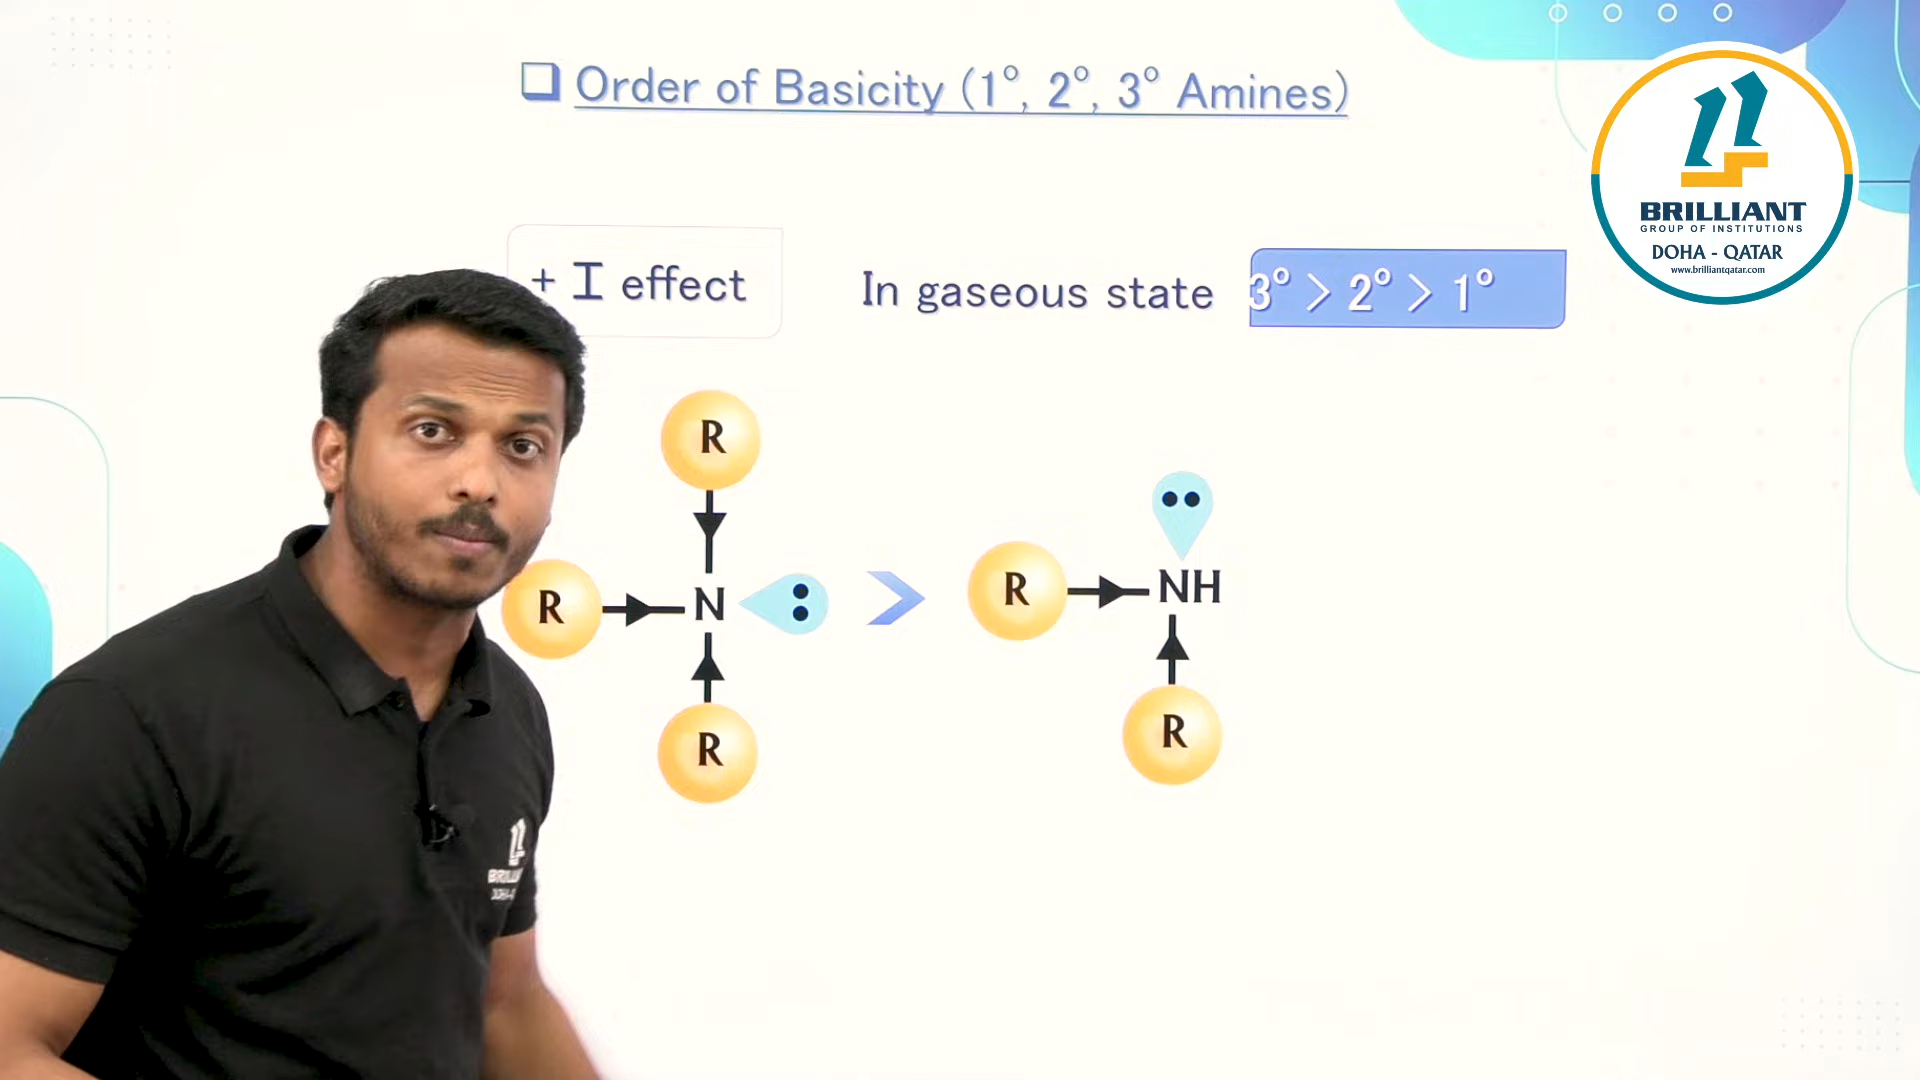 Order of Basicity (1°, 2°, 3° Amines)
BRILLIANT
GROUP OF INSTITUTIONS
DOHA - QATAR
www.brilliantqatar.com
+ I effect
In gaseous state
3° > 2° > 1°
R
R
N
R
R
NH
R